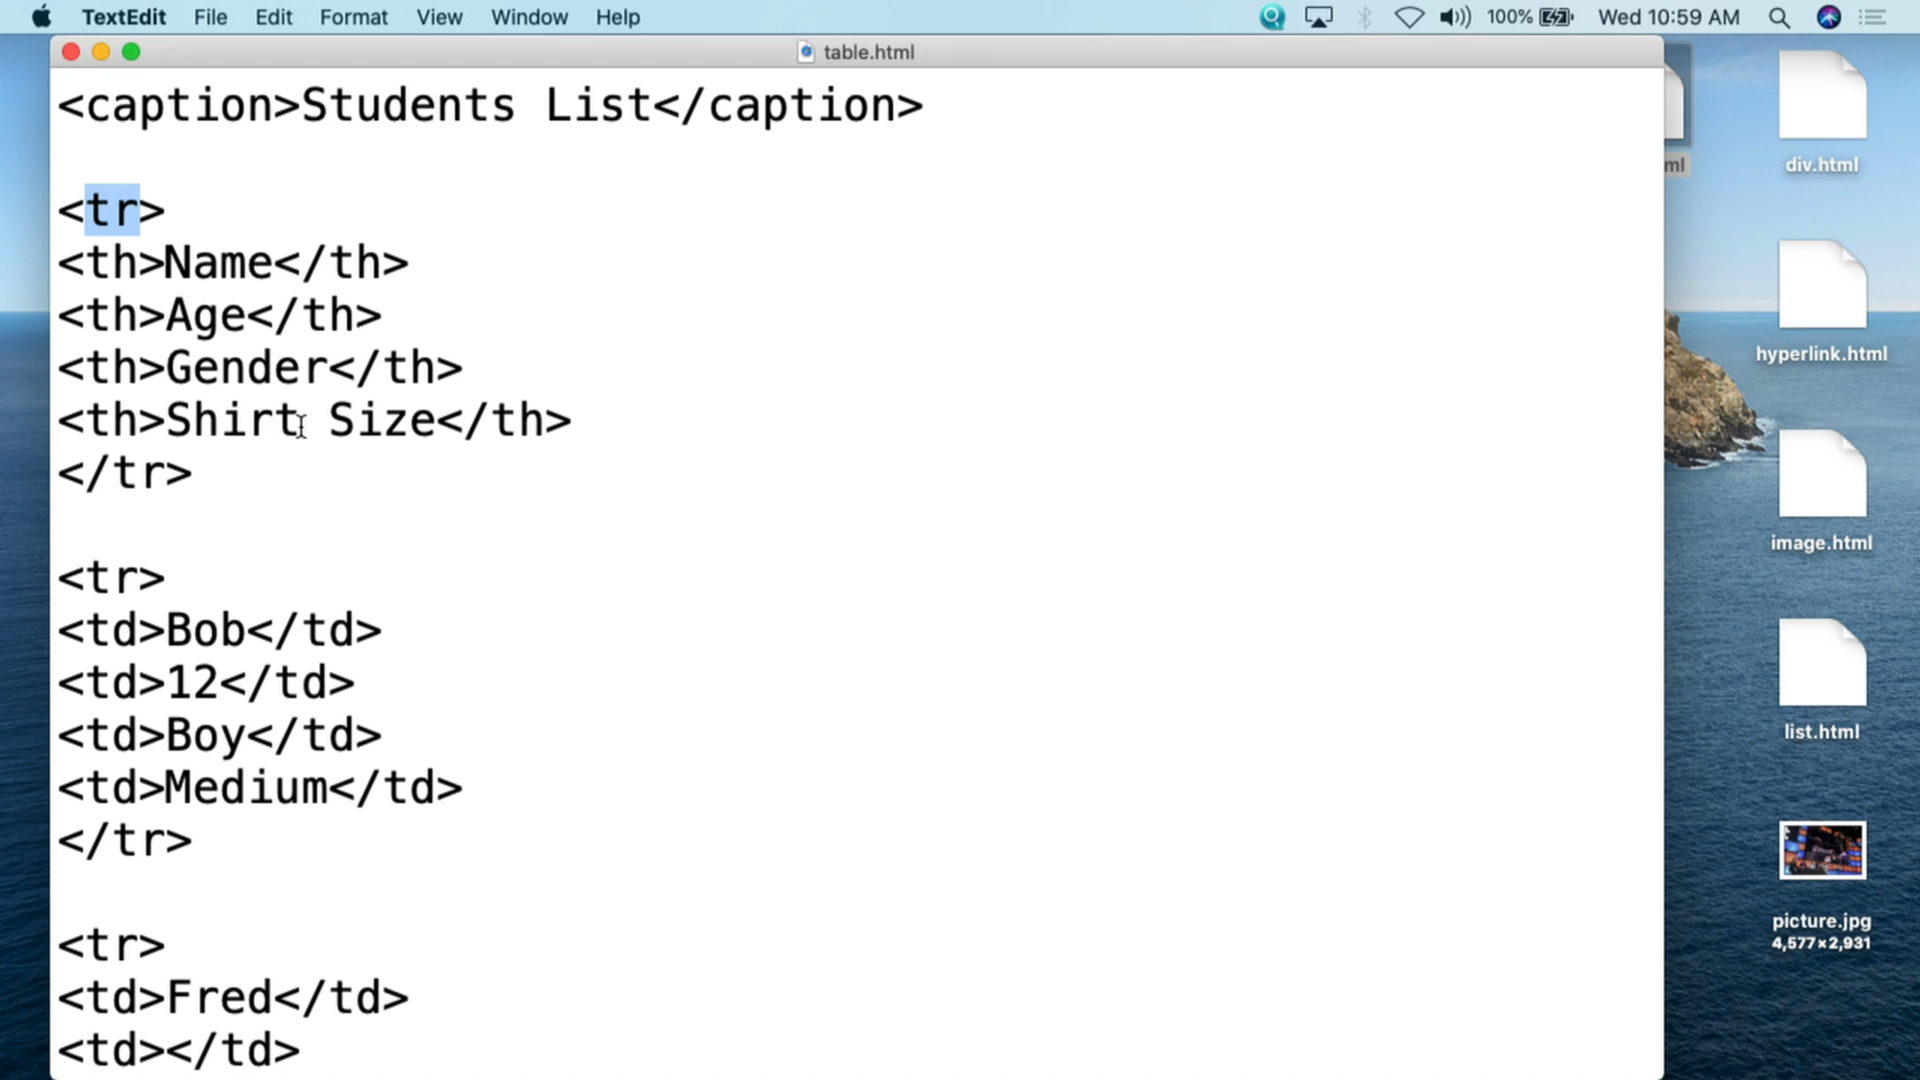 TextEdit File Edit Format View Window Help 100% Wed 10:59 AM
table.html
<caption>Students List</caption>
<tr>
<th>Name</th>
<th>Age</th>
<th>Gender</th>
<th>Shirt Size</th>
</tr>
<tr>
<td>Bob</td>
<td>12</td>
<td>Boy</td>
<td>Medium</td>
</tr>
<tr>
<td>Fred</td>
<td></td>
ml
div.html
hyperlink.html
image.html
list.html
picture.jpg
4,577×2,931